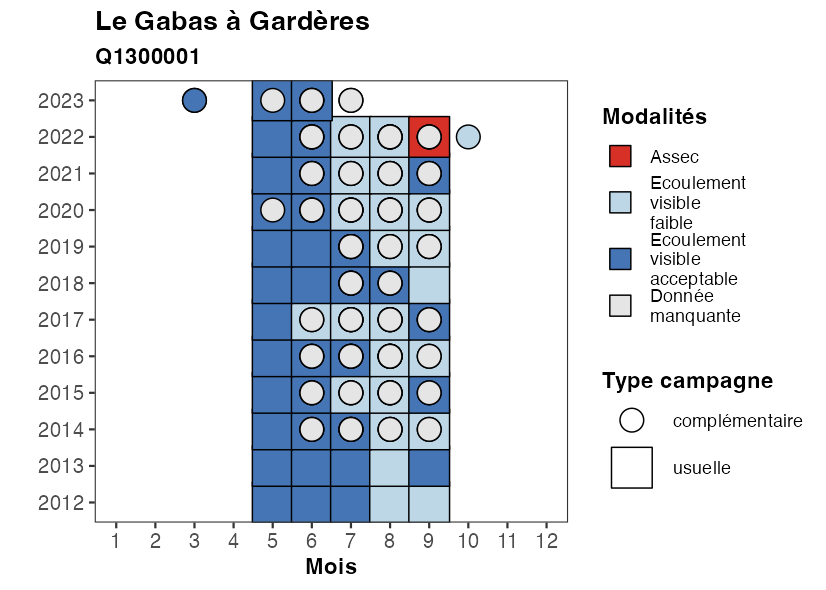 Le Gabas à Gardères
Q1300001
2023
2022
2021
2020
2019
2018
2017
2016
2015
2014
2013
2012
1 2 3 4 5 6 7 8 9 10 11 12
Mois
Modalités
Assec
Ecoulement
visible
faible
Ecoulement
visible
acceptable
Donnée
manquante
Type campagne
complémentaire
usuelle